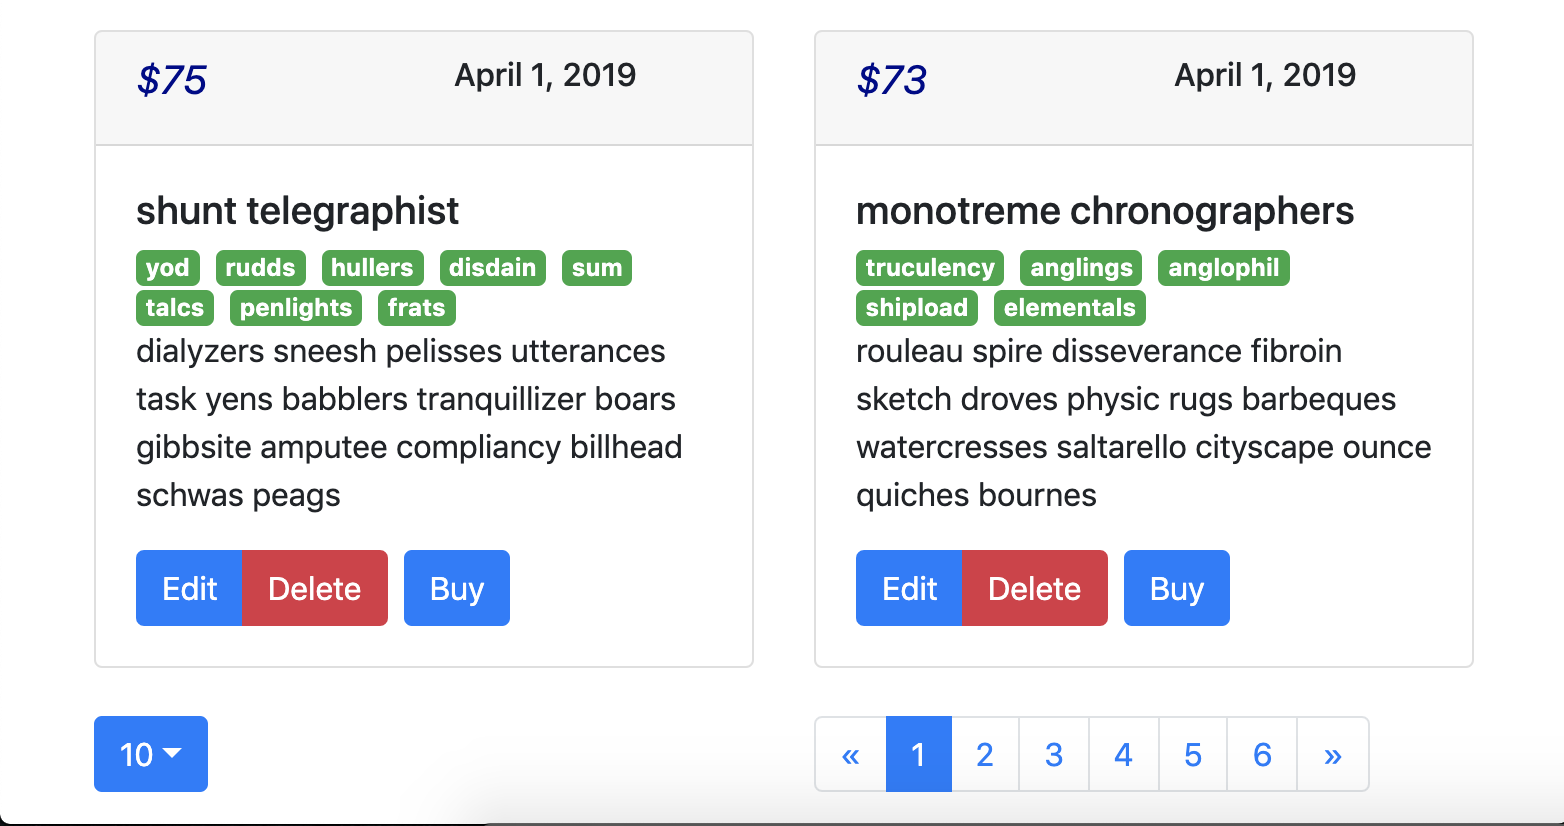 $75 April 1, 2019
shunt telegraphist
yod rudds hullers disdain sum
talcs penlights frats
dialyzers sneesh pelisses utterances
task yens babblers tranquillizer boars
gibbsite amputee compliancy billhead
schwas peags
Edit Delete Buy
$73 April 1, 2019
monotreme chronographers
truculency anglings anglophil
shipload elementals
rouleau spire disseverance fibroin
sketch droves physic rugs barbeques
watercresses saltarello cityscape ounce
quiches bournes
Edit Delete Buy
10
« 1 2 3 4 5 6 »